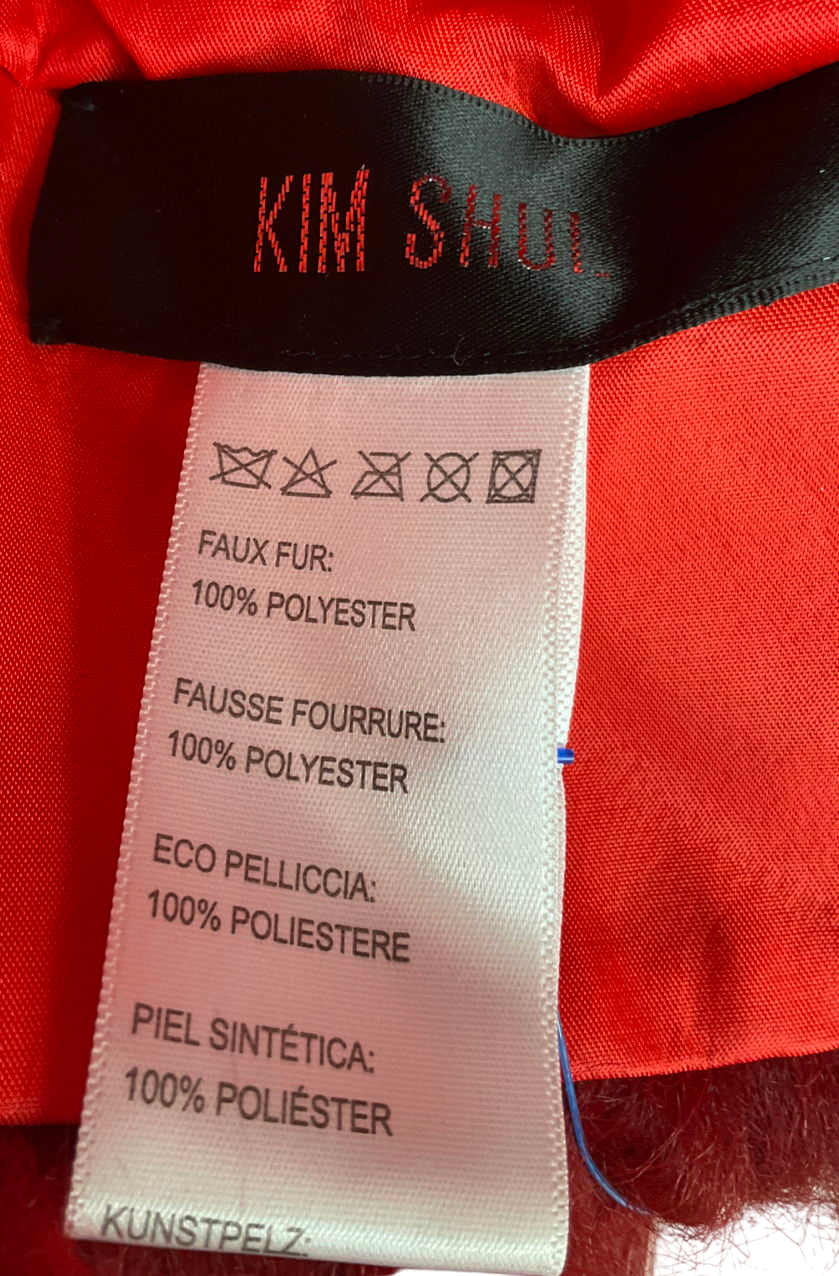 KIM SHUI
FAUX FUR:
100% POLYESTER
FAUSSE FOURRURE:
100% POLYESTER
ECO PELLICCIA:
100% POLIESTERE
PIEL SINTÉTICA:
100% POLIÉSTER
KUNSTPELZ: